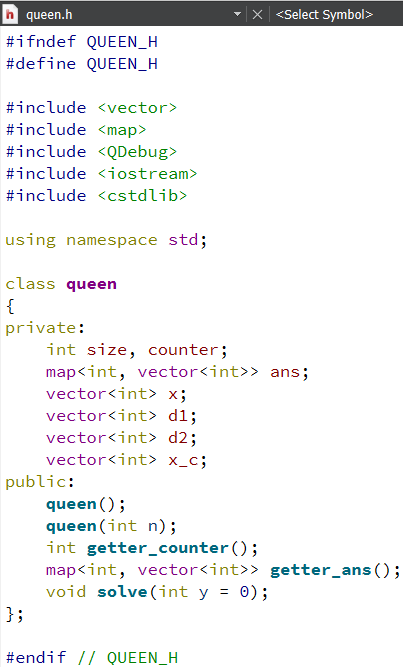 h queen.h <Select Symbol>
#ifndef QUEEN_H
#define QUEEN_H

#include <vector>
#include <map>
#include <QDebug>
#include <iostream>
#include <cstdlib>

using namespace std;

class queen
{
private:
    int size, counter;
    map<int, vector<int>> ans;
    vector<int> x;
    vector<int> d1;
    vector<int> d2;
    vector<int> x_c;
public:
    queen();
    queen(int n);
    int getter_counter();
    map<int, vector<int>> getter_ans();
    void solve(int y = 0);
};

#endif // QUEEN_H